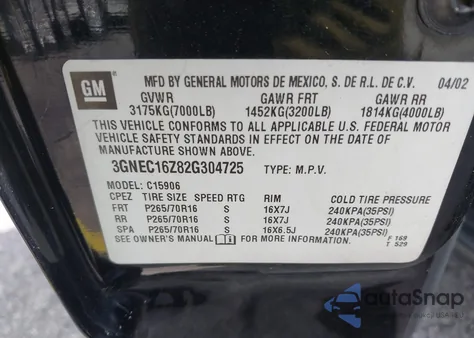 GM
MFD BY GENERAL MOTORS DE MEXICO, S. DE R.L. DE C.V. 04/02
GVWR GAWR FRT GAWR RR
3175KG(7000LB) 1452KG(3200LB) 1814KG(4000LB)
THIS VEHICLE CONFORMS TO ALL APPLICABLE U.S. FEDERAL MOTOR
VEHICLE SAFETY STANDARDS IN EFFECT ON THE DATE OF
MANUFACTURE SHOWN ABOVE.
3GNEC16Z82G304725 TYPE: M.P.V.
MODEL: C15906
CPEZ TIRE SIZE SPEED RTG RIM COLD TIRE PRESSURE
FRT P265/70R16 S 16X7J 240KPA(35PSI)
RR P265/70R16 S 16X7J 240KPA(35PSI)
SPA P265/70R16 S 16X6.5J 240KPA(35PSI)
SEE OWNER'S MANUAL FOR MORE INFORMATION. F 169
T 529
autoSnap